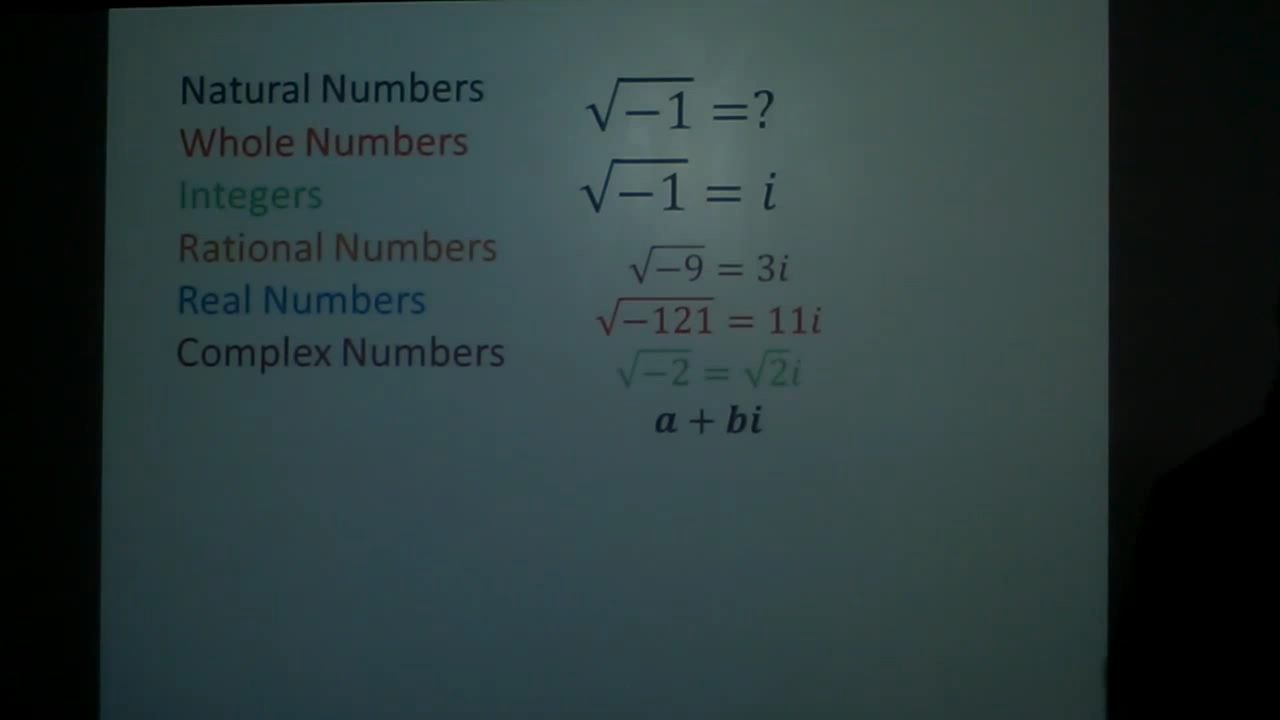 Natural Numbers
Whole Numbers
Integers
Rational Numbers
Real Numbers
Complex Numbers
√−1 =?
√−1 = i
√−9 = 3i
√−121 = 11i
√−2 = √2i
a + bi